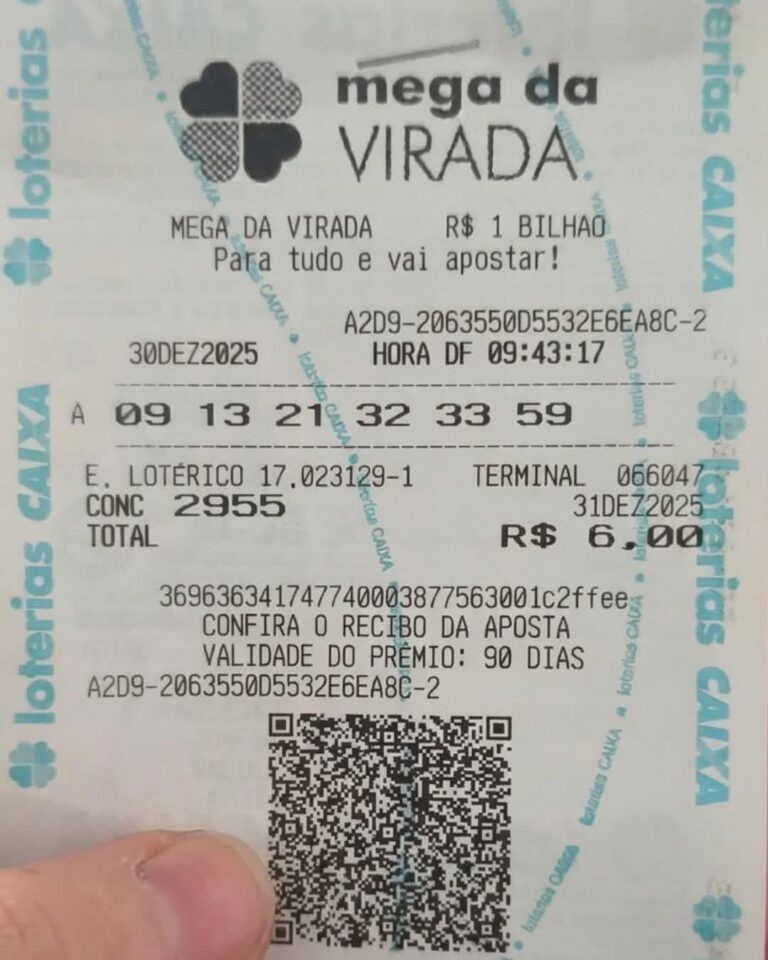 mega da
VIRADA
MEGA DA VIRADA R$ 1 BILHAO
Para tudo e vai apostar!
A2D9-2063550D5532E6EA8C-2
30DEZ2025 HORA DF 09:43:17
A 09 13 21 32 33 59
E. LOTÉRICO 17.023129-1 TERMINAL 066047
CONC 2955 31DEZ2025
TOTAL R$ 6,00
369636341747740003877563001c2ffee
CONFIRA O RECIBO DA APOSTA
VALIDADE DO PRÊMIO: 90 DIAS
A2D9-2063550D5532E6EA8C-2
loterias CAIXA
loterias CAIXA
loterias CAIXA
loterias CAIXA